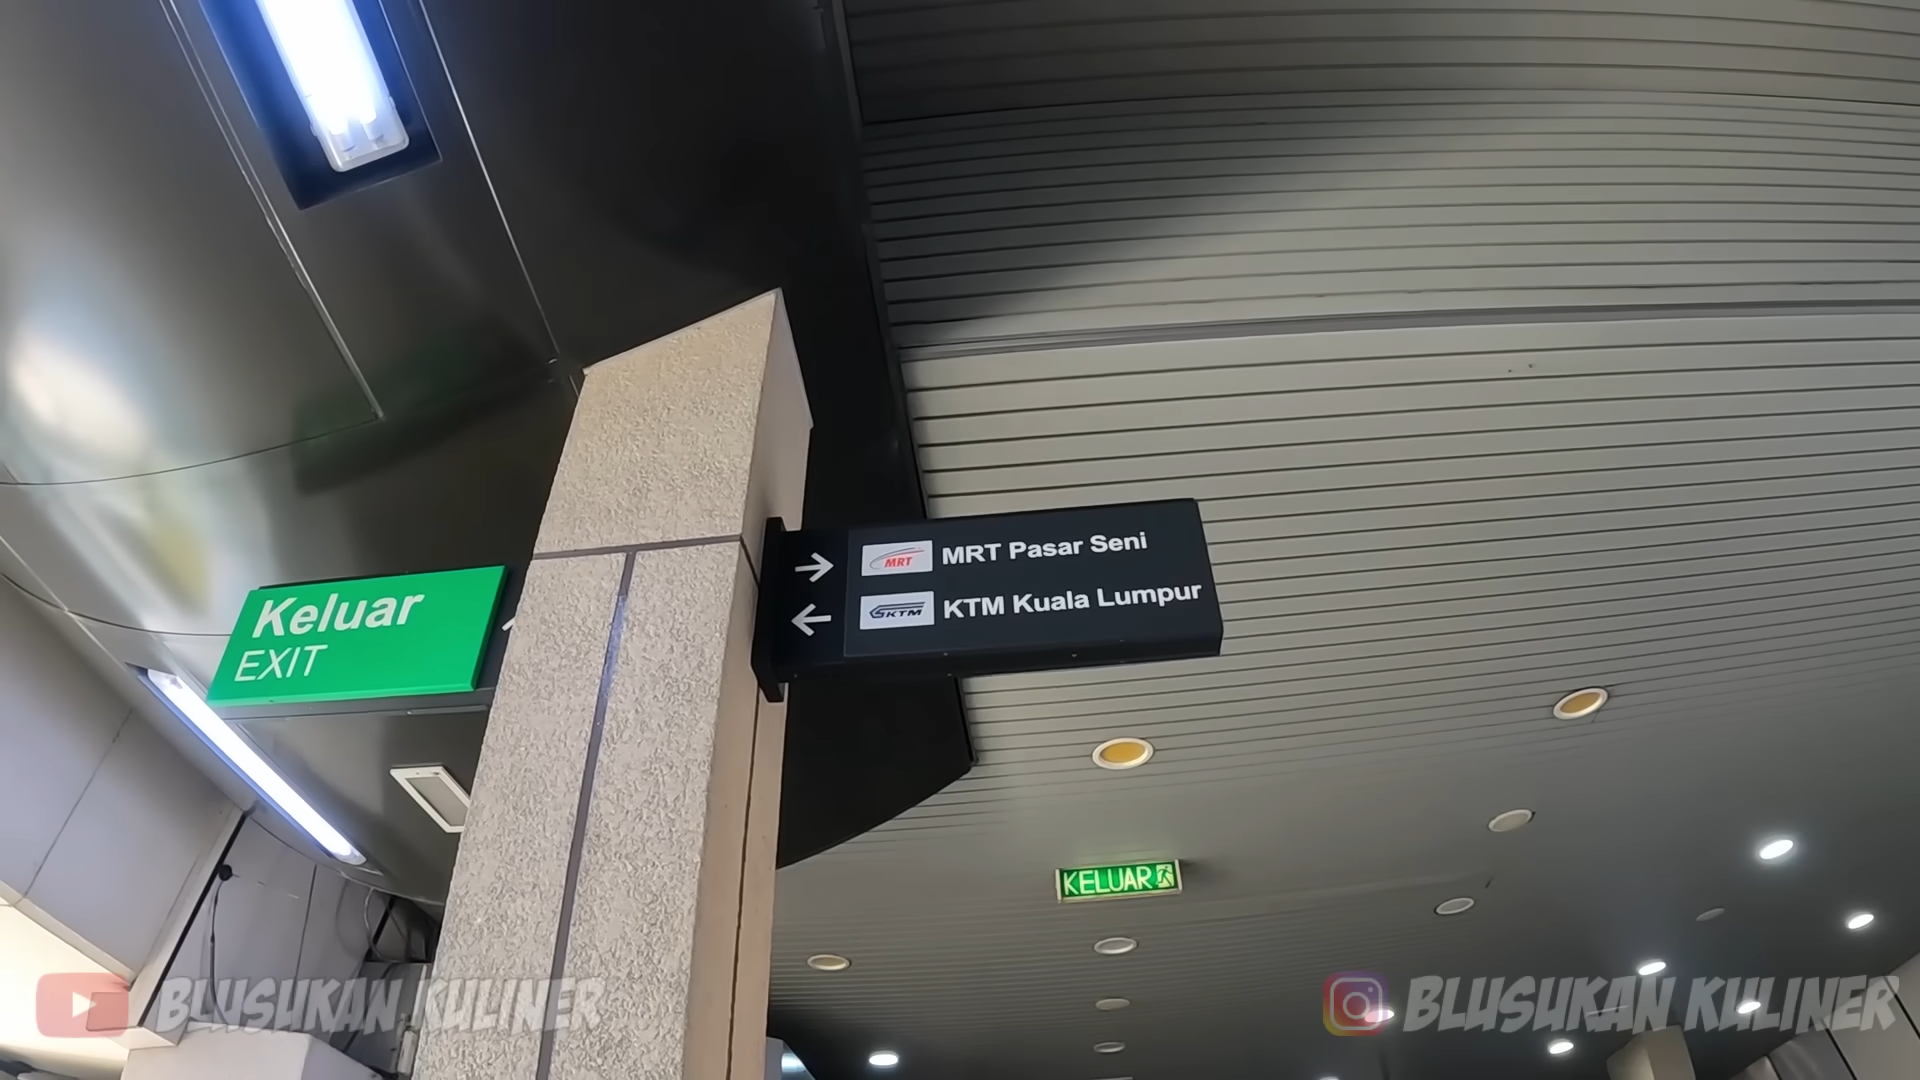 Keluar
EXIT
MRT
MRT Pasar Seni
KTM
KTM Kuala Lumpur
KELUAR
BLUSUKAN KULINER
BLUSUKAN KULINER